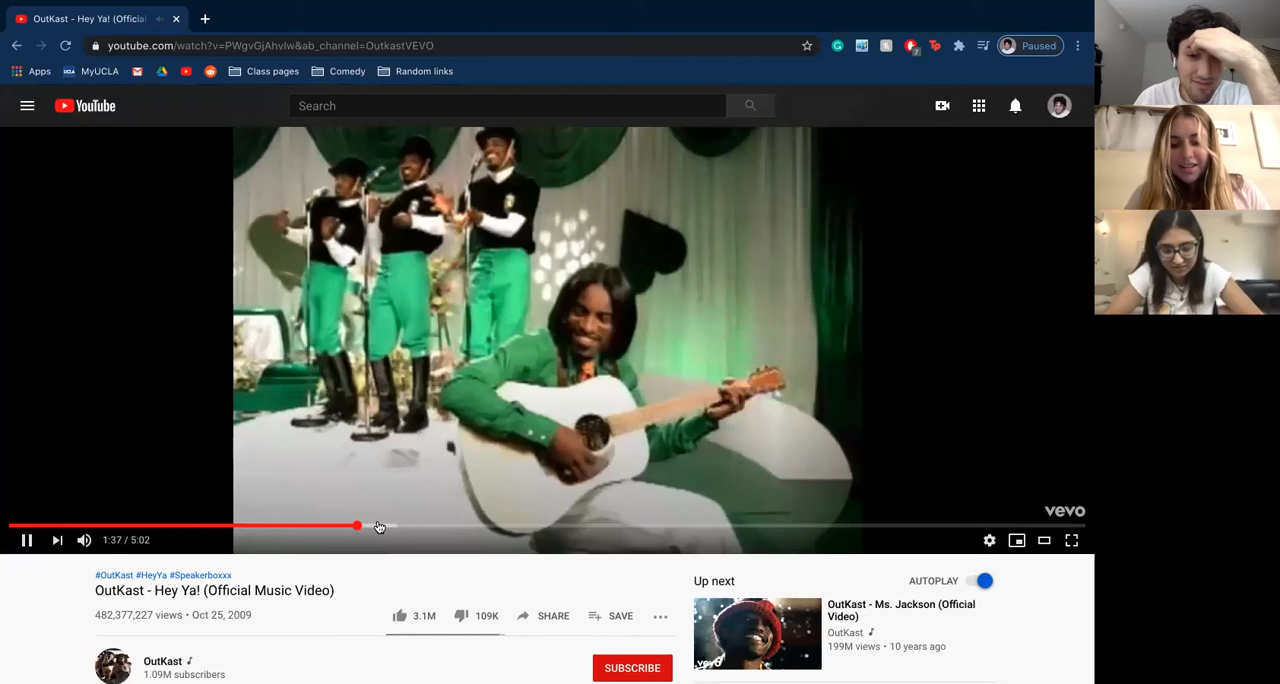 OutKast - Hey Ya! (Official
youtube.com/watch?v=PWgvGjAhvIw&ab_channel=OutkastVEVO
Paused
Apps
UCLA MyUCLA
Class pages
Comedy
Random links
YouTube
Search
vevo
1:37 / 5:02
#OutKast #HeyYa #Speakerboxxx
OutKast - Hey Ya! (Official Music Video)
482,377,227 views • Oct 25, 2009
3.1M
109K
SHARE
SAVE
OutKast
1.09M subscribers
SUBSCRIBE
Up next
AUTOPLAY
OutKast - Ms. Jackson (Official
Video)
OutKast
199M views • 10 years ago
vevo